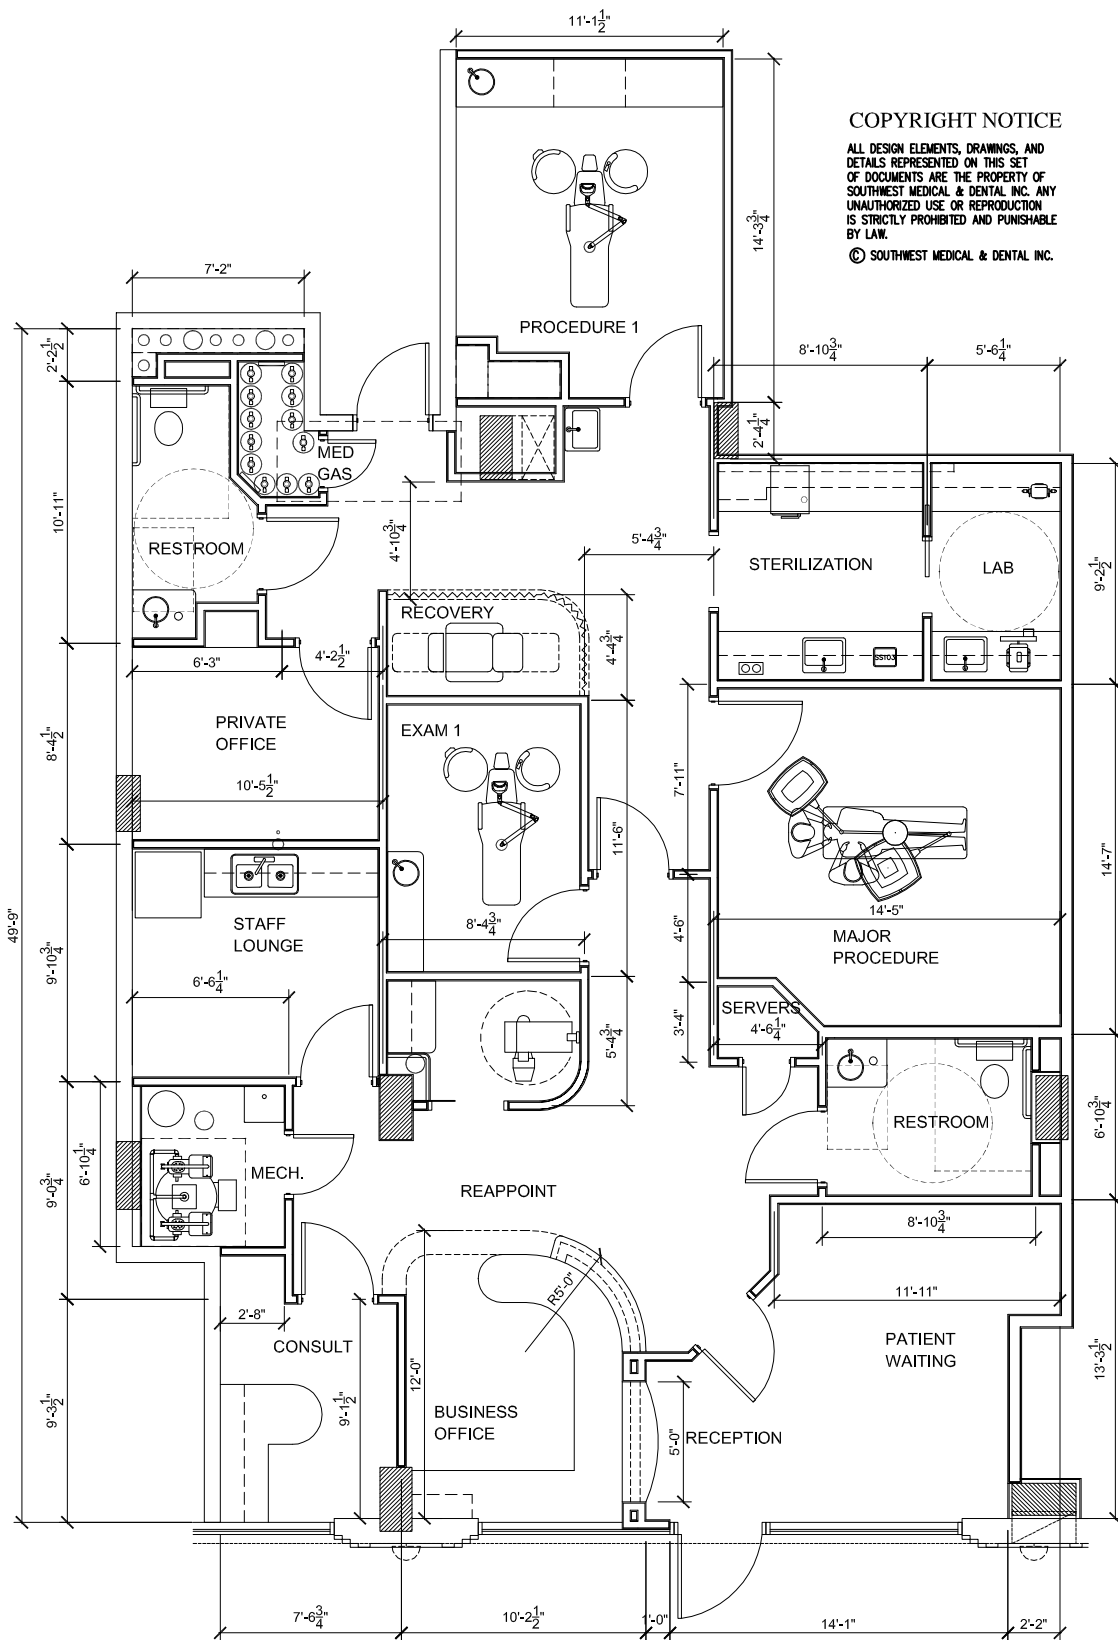 11'-1 1/2"
COPYRIGHT NOTICE
ALL DESIGN ELEMENTS, DRAWINGS, AND
DETAILS REPRESENTED ON THIS SET
OF DOCUMENTS ARE THE PROPERTY OF
SOUTHWEST MEDICAL & DENTAL INC. ANY
UNAUTHORIZED USE OR REPRODUCTION
IS STRICTLY PROHIBITED AND PUNISHABLE
BY LAW.
© SOUTHWEST MEDICAL & DENTAL INC.
14'-3 3/4"
7'-2"
PROCEDURE 1
8'-10 3/4"
5'-6 1/4"
2'-2 1/2"
2'-4 1/4"
MED
GAS
10'-11"
RESTROOM
4'-10 3/4"
5'-4 3/4"
STERILIZATION
LAB
9'-2 1/2"
RECOVERY
4'-4 3/4"
SST03
6'-3"
4'-2 1/2"
PRIVATE
OFFICE
EXAM 1
8'-4 1/2"
10'-5 1/2"
7'-11"
11'-6"
14'-7"
49'-9"
STAFF
LOUNGE
9'-10 3/4"
8'-4 3/4"
4'-6"
14'-5"
MAJOR
PROCEDURE
6'-6 1/4"
SERVERS
4'-6 1/4"
3'-4"
5'-4 3/4"
RESTROOM
6'-10 3/4"
6'-10 1/4"
9'-0 3/4"
MECH.
REAPPOINT
8'-10 3/4"
R5'-0"
11'-11"
2'-8"
CONSULT
PATIENT
WAITING
12'-0"
13'-3 1/2"
9'-3 1/2"
9'-1 1/2"
BUSINESS
OFFICE
5'-0"
RECEPTION
7'-6 3/4"
10'-2 1/2"
1'-0"
14'-1"
2'-2"